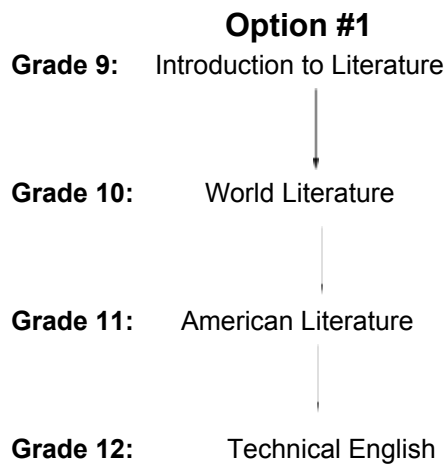 Option #1
Grade 9: Introduction to Literature
Grade 10: World Literature
Grade 11: American Literature
Grade 12: Technical English